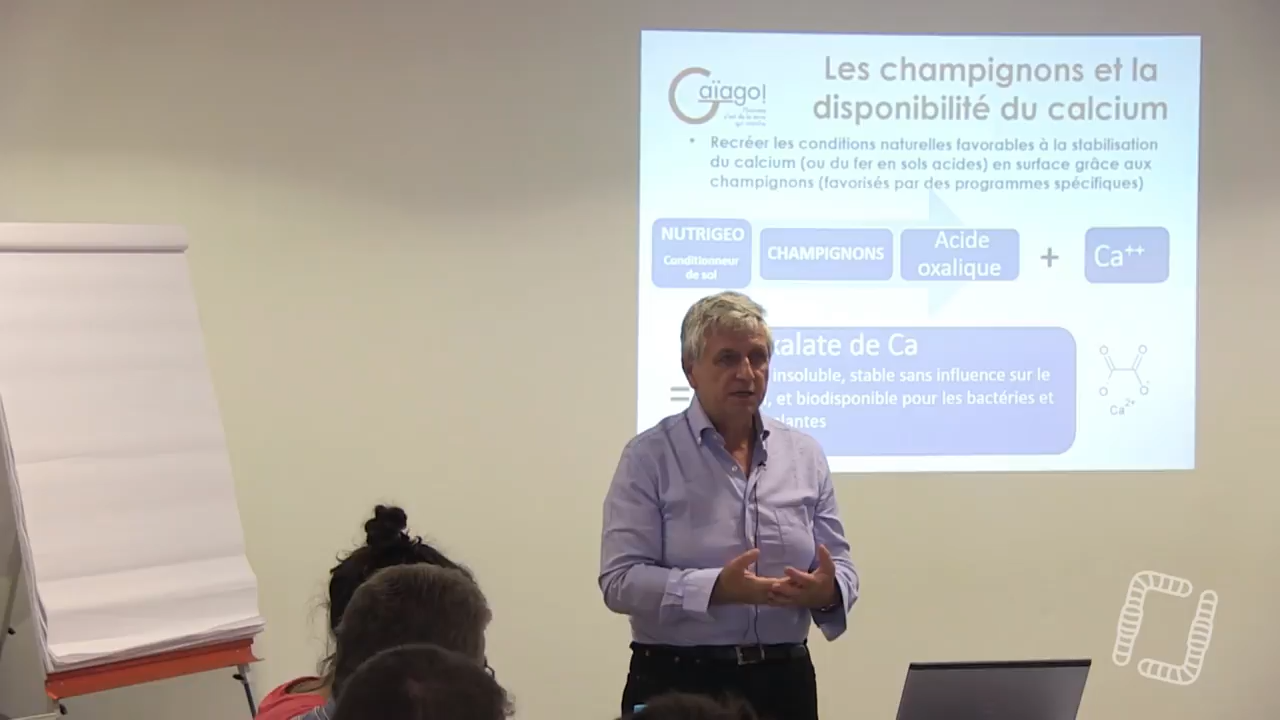 Gaïago!
Les champignons et la
disponibilité du calcium
• Recréer les conditions naturelles favorables à la stabilisation
du calcium (ou du fer en sols acides) en surface grâce aux
champignons (favorisés par des programmes spécifiques)
NUTRIGEO
Conditionneur
de sol
CHAMPIGNONS
Acide
oxalique
+
Ca++
=
xalate de Ca
insoluble, stable sans influence sur le
, et biodisponible pour les bactéries et
lantes
O O
O O
Ca2+